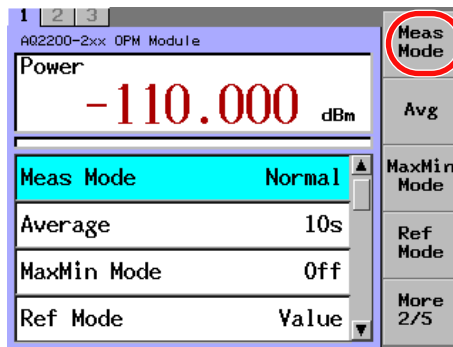 1 2 3
AQ2200-2xx OPM Module
Power
-110.000 dBm
Meas Mode Normal
Average 10s
MaxMin Mode Off
Ref Mode Value
Meas
Mode
Avg
MaxMin
Mode
Ref
Mode
More
2/5